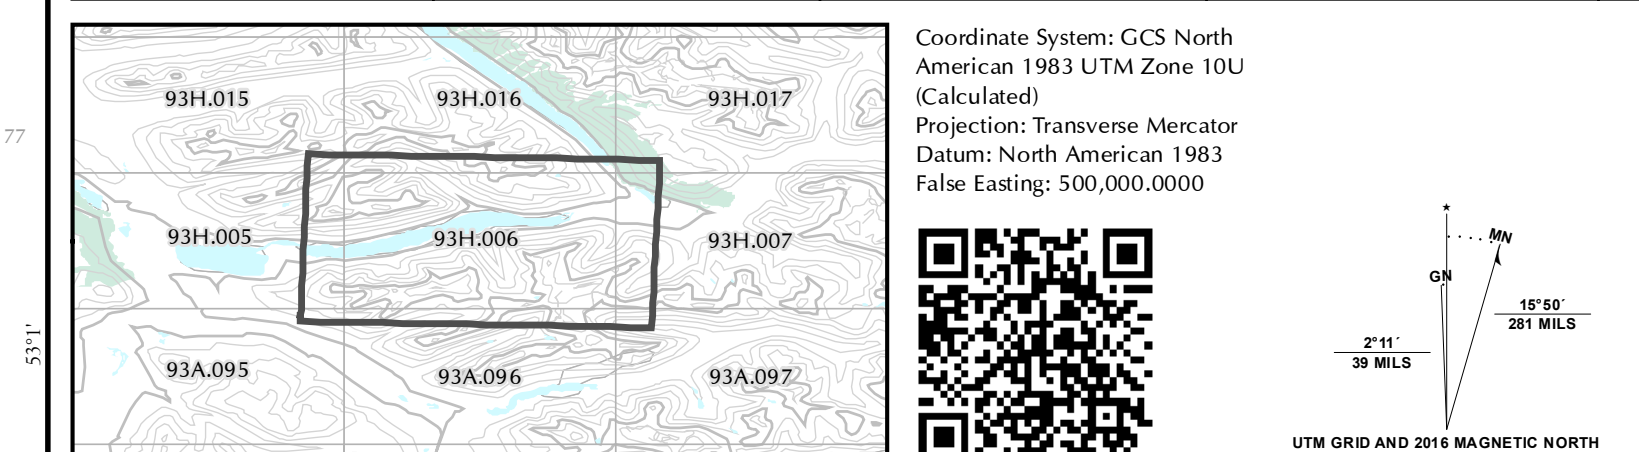 77
53°1'
93H.015
93H.016
93H.017
93H.005
93H.006
93H.007
93A.095
93A.096
93A.097
Coordinate System: GCS North
American 1983 UTM Zone 10U
(Calculated)
Projection: Transverse Mercator
Datum: North American 1983
False Easting: 500,000.0000
MN
GN
15°50´
281 MILS
2°11´
39 MILS
UTM GRID AND 2016 MAGNETIC NORTH